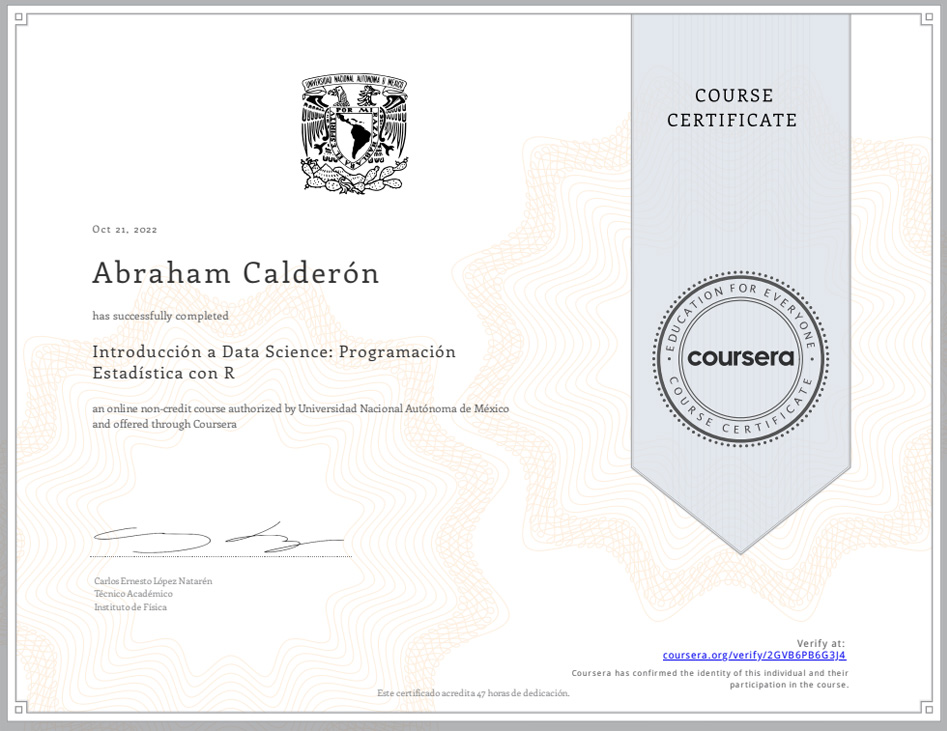 UNIVERSIDAD NACIONAL AUTÓNOMA DE MÉXICO
POR MI RAZA HABLARÁ EL ESPÍRITU
COURSE
CERTIFICATE
Oct 21, 2022
Abraham Calderón
has successfully completed
Introducción a Data Science: Programación
Estadística con R
an online non-credit course authorized by Universidad Nacional Autónoma de México
and offered through Coursera
EDUCATION FOR EVERYONE
coursera
COURSE CERTIFICATE
Carlos Ernesto López Natarén
Técnico Académico
Instituto de Física
Verify at:
coursera.org/verify/2GVB6PB6G3J4
Coursera has confirmed the identity of this individual and their
participation in the course.
Este certificado acredita 47 horas de dedicación.